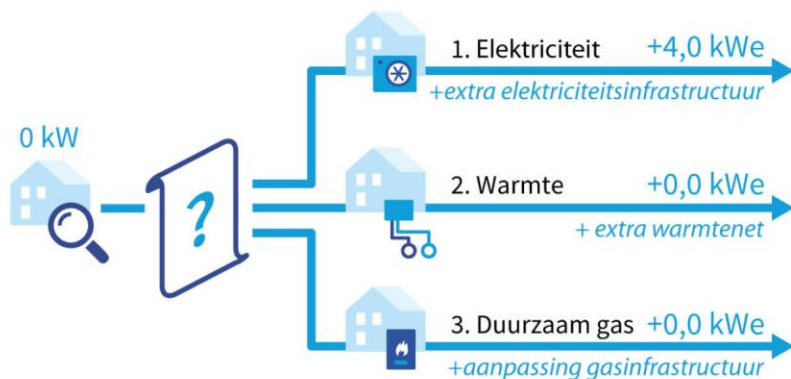 1. Elektriciteit +4,0 kWe
+extra elektriciteitsinfrastructuur
0 kW
?
2. Warmte +0,0 kWe
+ extra warmtenet
3. Duurzaam gas +0,0 kWe
+aanpassing gasinfrastructuur